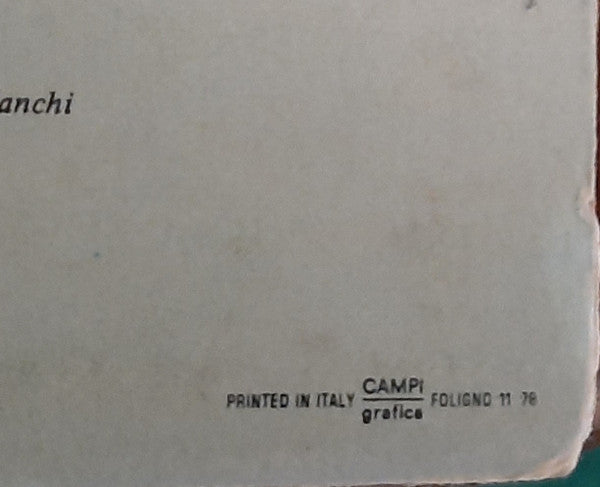 anchi
PRINTED IN ITALY CAMPI grafica FOLIGNO 11 78